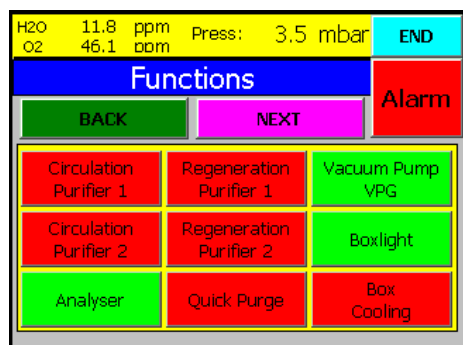 H2O 11.8 ppm Press: 3.5 mbar END
O2 46.1 ppm
Functions
Alarm
BACK NEXT
Circulation Purifier 1
Regeneration Purifier 1
Vacuum Pump VPG
Circulation Purifier 2
Regeneration Purifier 2
Boxlight
Analyser
Quick Purge
Box Cooling